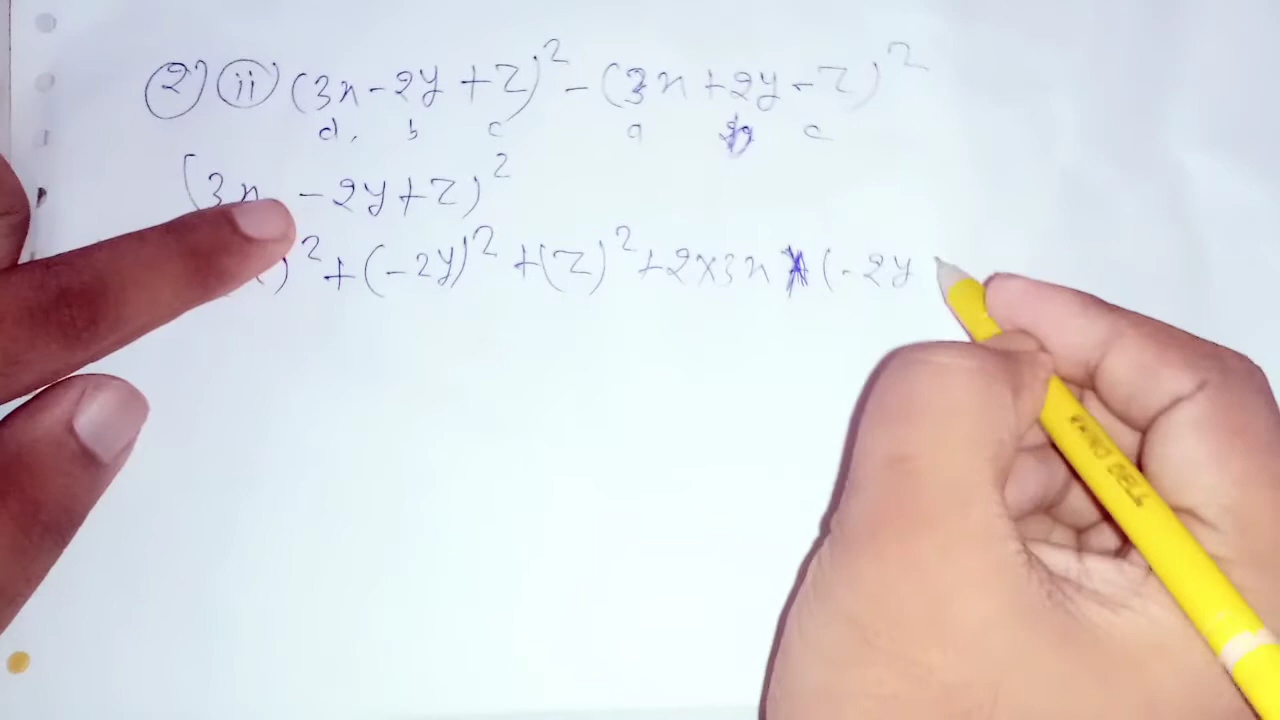 2) ii) (3x - 2y + z)² - (3x + 2y - z)²
a, b c a c
(3x - 2y + z)²
)² + (-2y)² + (z)² + 2×3x × (-2y